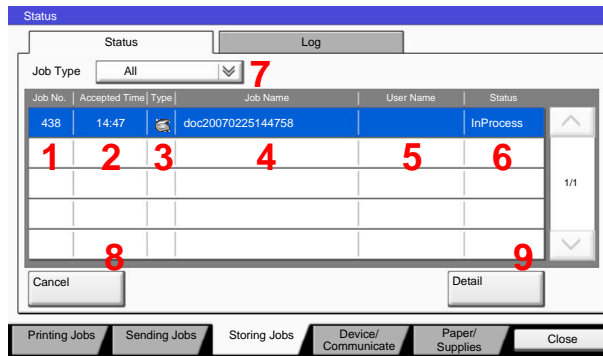 Status
Status Log
Job Type All 7
Job No. Accepted Time Type Job Name User Name Status
438 14:47 doc20070225144758 InProcess
1 2 3 4 5 6
1/1
8 9
Cancel Detail
Printing Jobs Sending Jobs Storing Jobs Device/ Communicate Paper/ Supplies Close